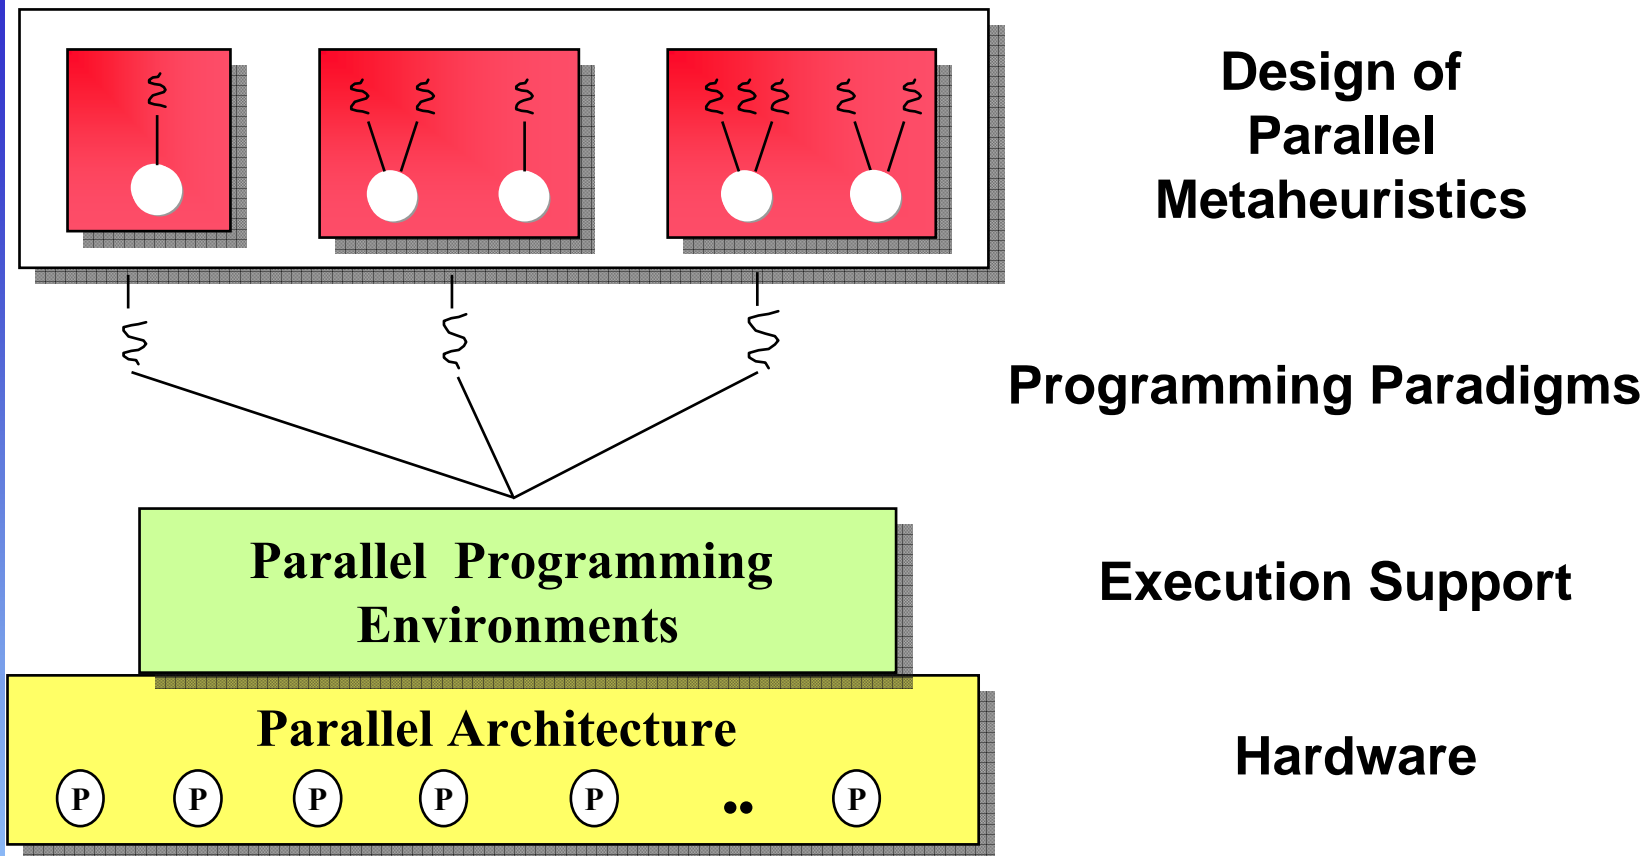 Design of
Parallel
Metaheuristics
Programming Paradigms
Parallel Programming
Environments
Execution Support
Parallel Architecture
Hardware
P P P P P .. P